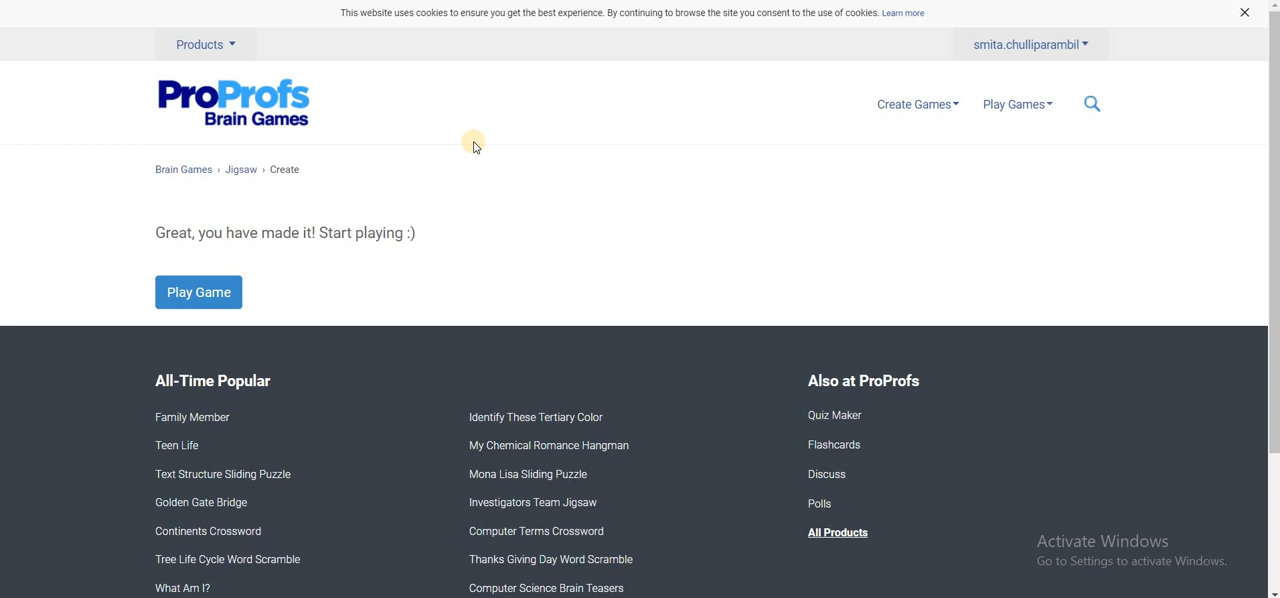 This website uses cookies to ensure you get the best experience. By continuing to browse the site you consent to the use of cookies. Learn more
Products
smita.chulliparambil
ProProfs
Brain Games
Create Games
Play Games
Brain Games › Jigsaw › Create
Great, you have made it! Start playing :)
Play Game
All-Time Popular
Also at ProProfs
Family Member
Identify These Tertiary Color
Quiz Maker
Teen Life
My Chemical Romance Hangman
Flashcards
Text Structure Sliding Puzzle
Mona Lisa Sliding Puzzle
Discuss
Golden Gate Bridge
Investigators Team Jigsaw
Polls
Continents Crossword
Computer Terms Crossword
All Products
Tree Life Cycle Word Scramble
Thanks Giving Day Word Scramble
What Am I?
Computer Science Brain Teasers
Activate Windows
Go to Settings to activate Windows.